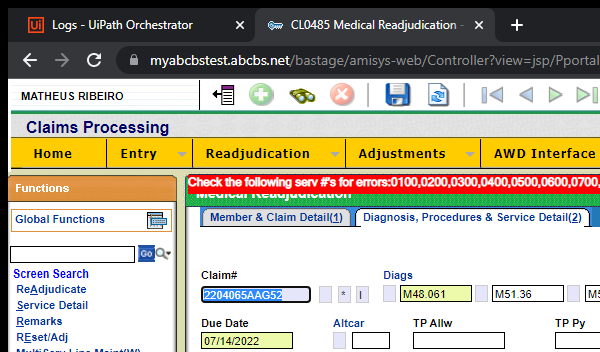 Logs - UiPath Orchestrator
CL0485 Medical Readjudication -
myabcbstest.abcbs.net/bastage/amisys-web/Controller?view=jsp/Pportal
MATHEUS RIBEIRO
Claims Processing
Home Entry Readjudication Adjustments AWD Interface
Functions
Check the following serv #'s for errors:0100,0200,0300,0400,0500,0600,0700,
Medical Readjudication
Global Functions
Member & Claim Detail(1) Diagnosis, Procedures & Service Detail(2)
Go
Screen Search
ReAdjudicate
Service Detail
Remarks
REset/Adj
MultiServ Line Maint(W)
Claim# Diags
2204065AAG52 * I M48.061 M51.36 M5
Due Date Altcar TP Allw TP Py
07/14/2022